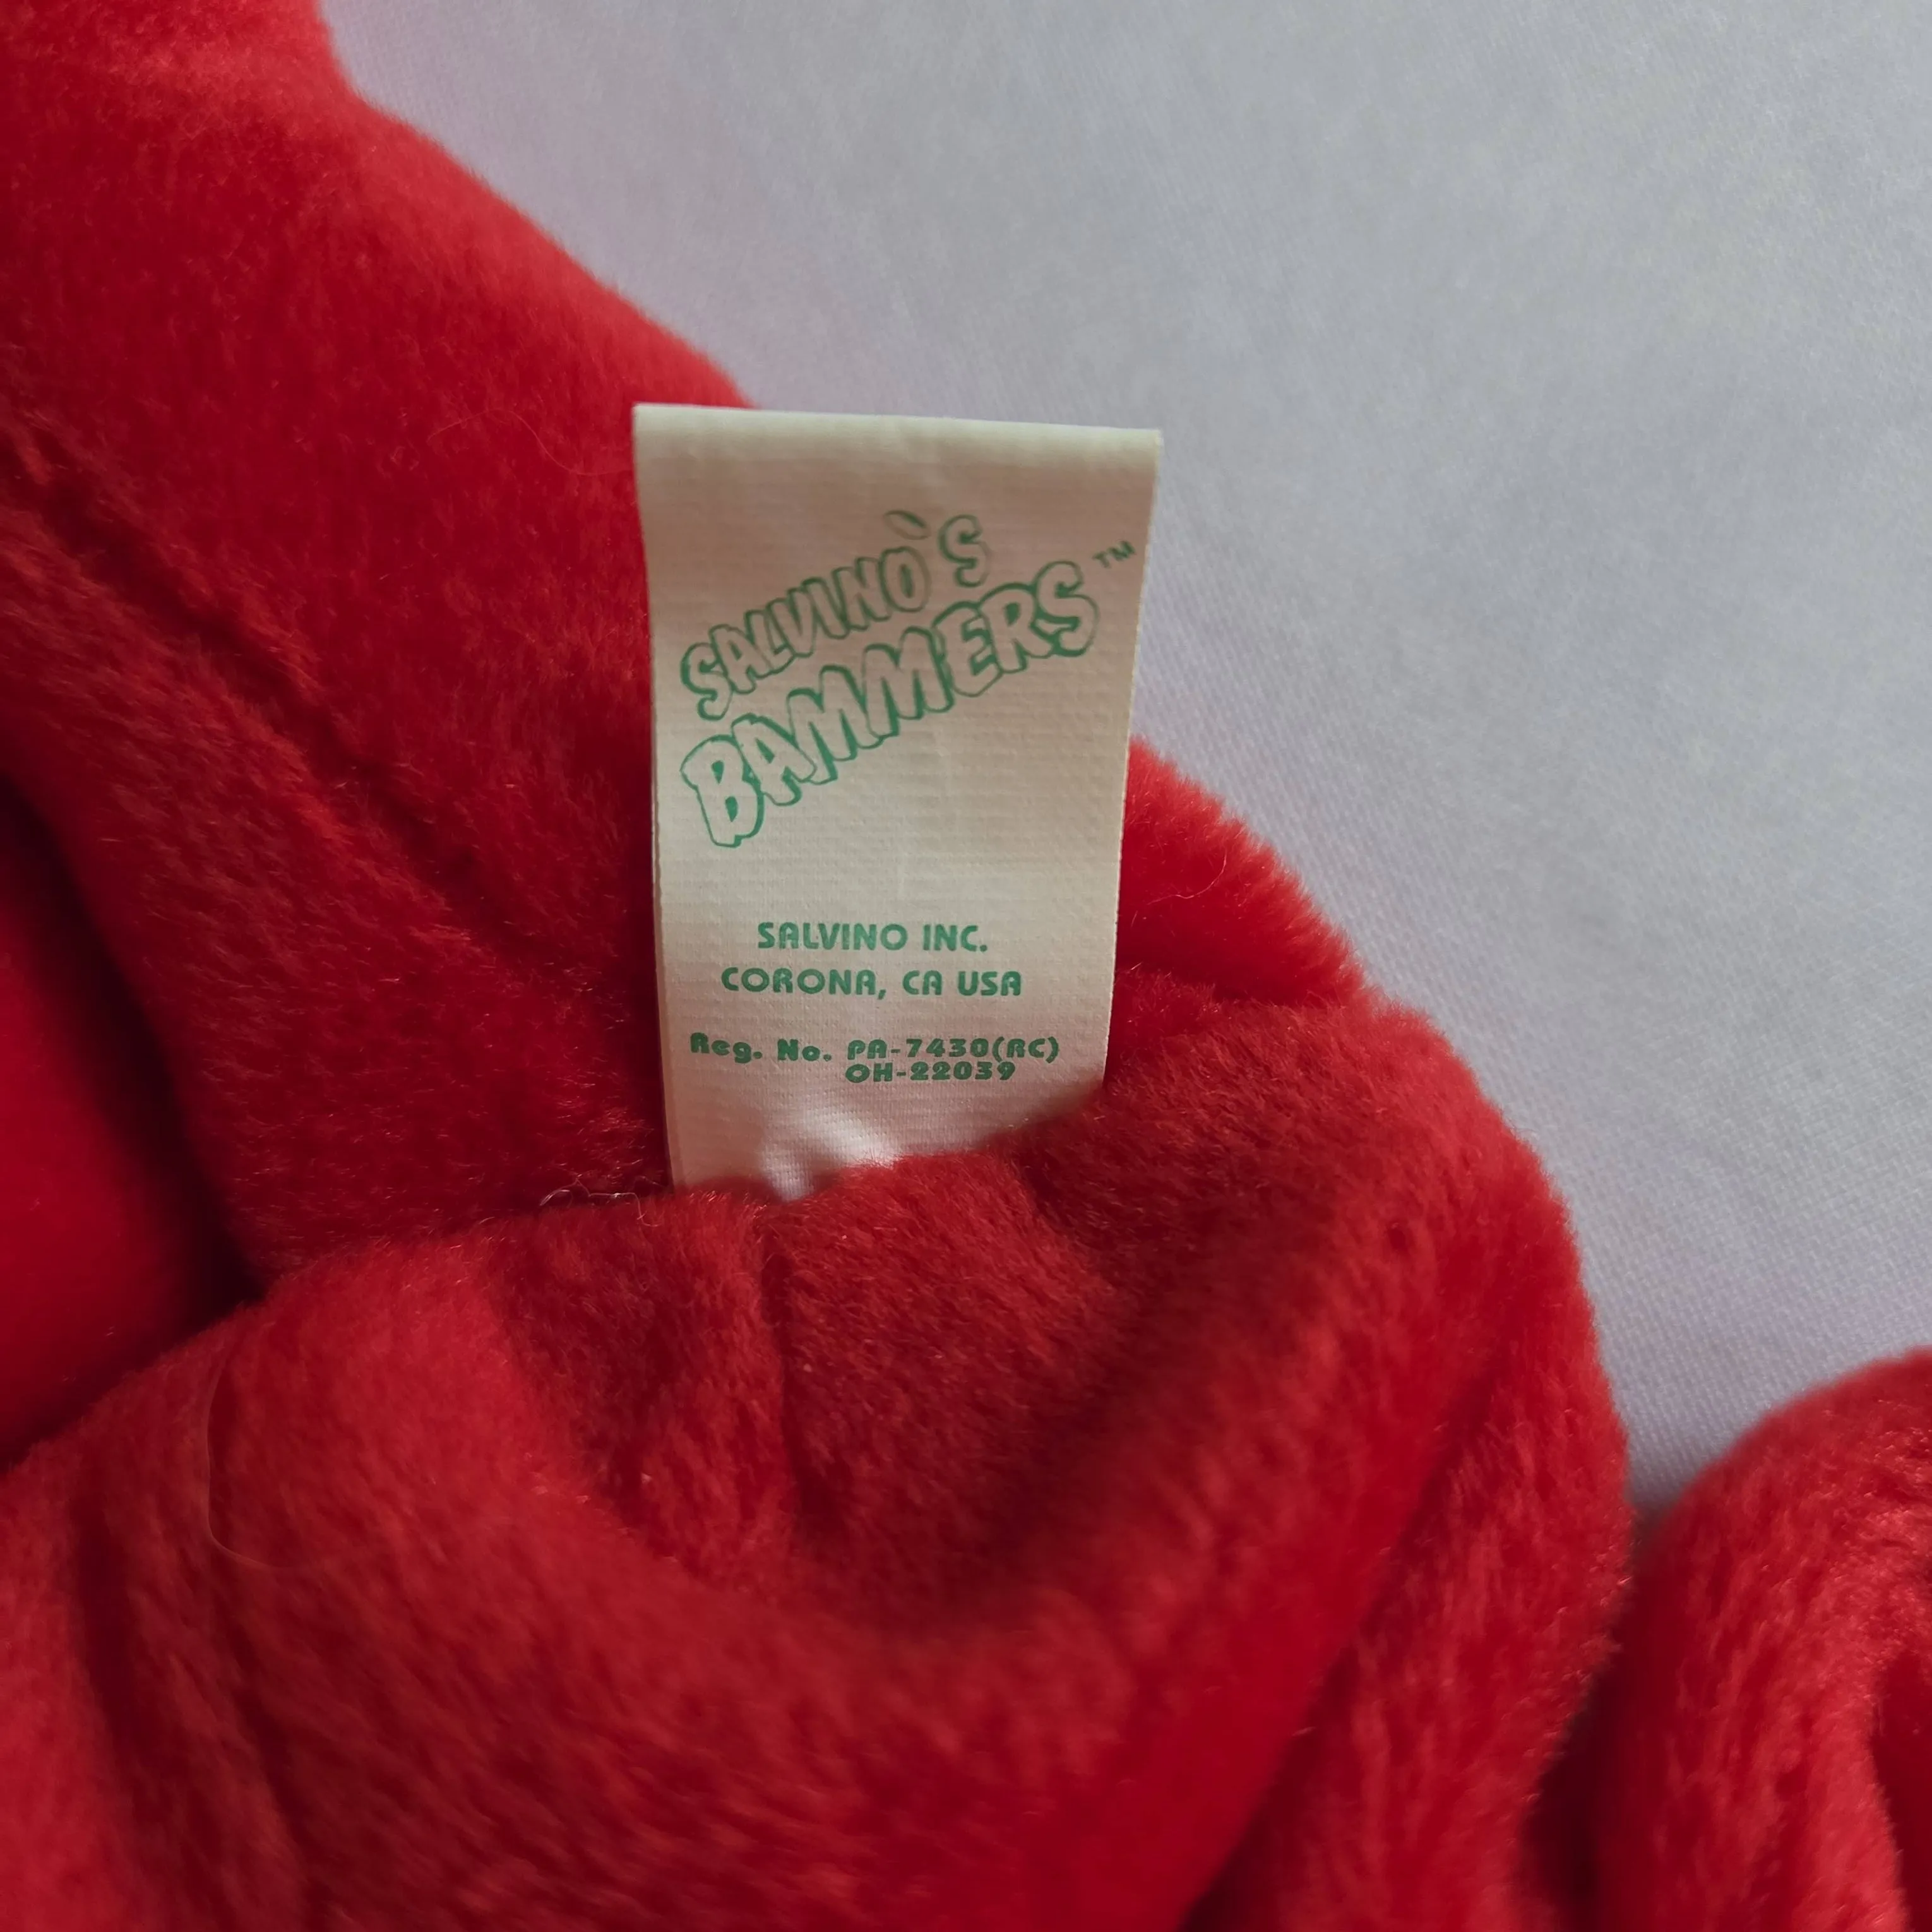 SALVINO`S
BAMMERS™
SALVINO INC.
CORONA, CA USA
Reg. No. PA-7430(RC)
OH-22039